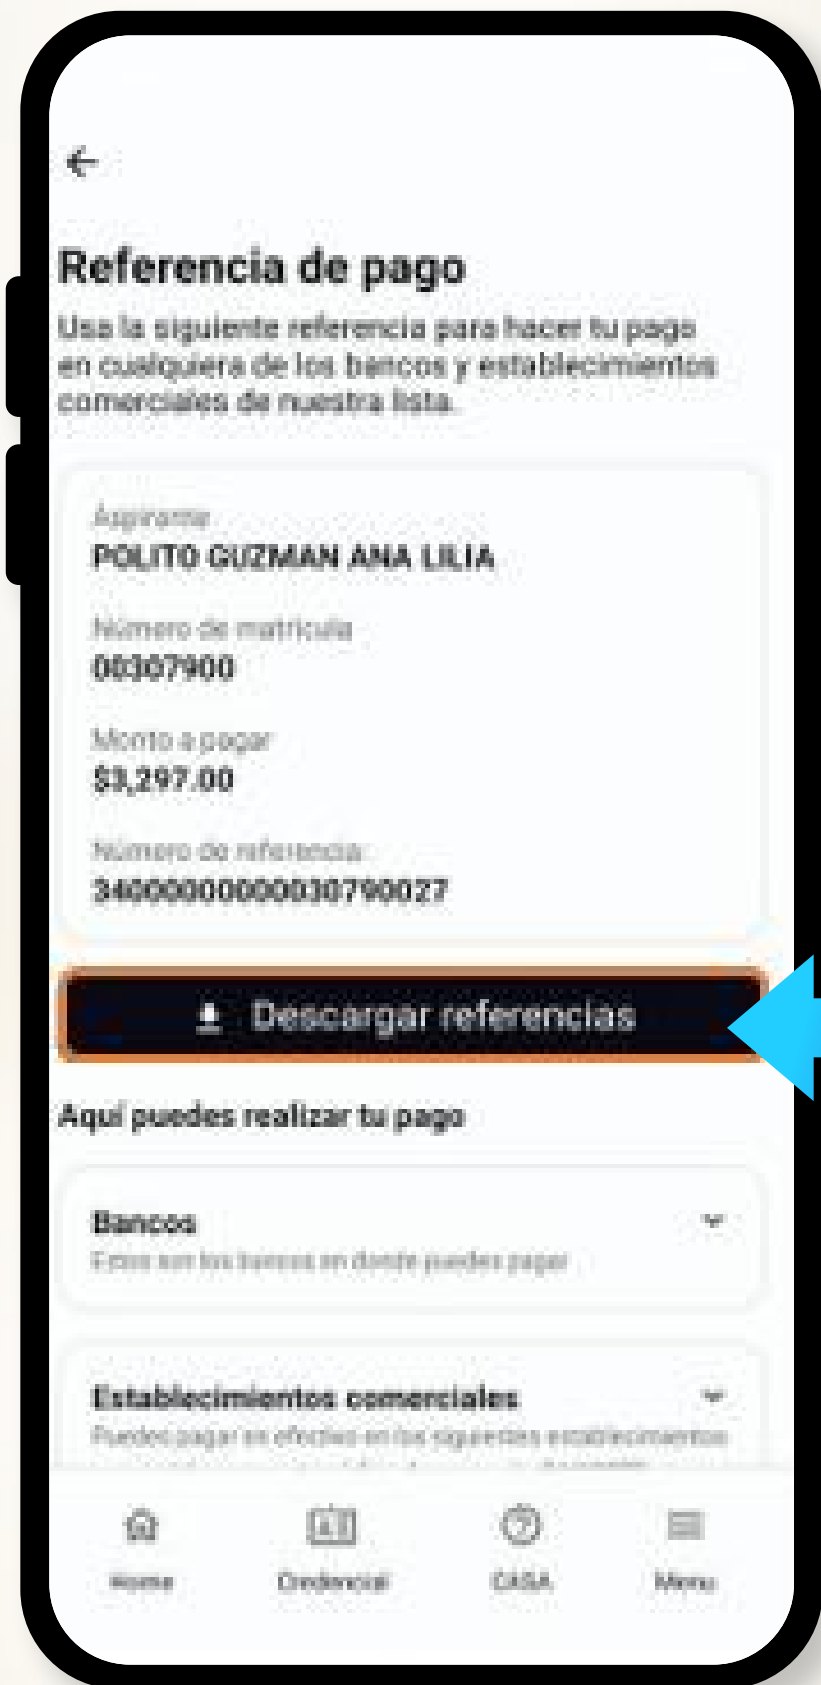 Referencia de pago
Usa la siguiente referencia para hacer tu pago
en cualquiera de los bancos y establecimientos
comerciales de nuestra lista.
Aspirante
POLITO GUZMAN ANA LILIA
Número de matrícula
00307900
Monto a pagar
$3,297.00
Número de referencia:
34000000000030790027
Descargar referencias
Aquí puedes realizar tu pago
Bancos
Estos son los bancos en donde puedes pagar
Establecimientos comerciales
Puedes pagar en efectivo en los siguientes establecimientos
Home
Credencial
CASA
Menu